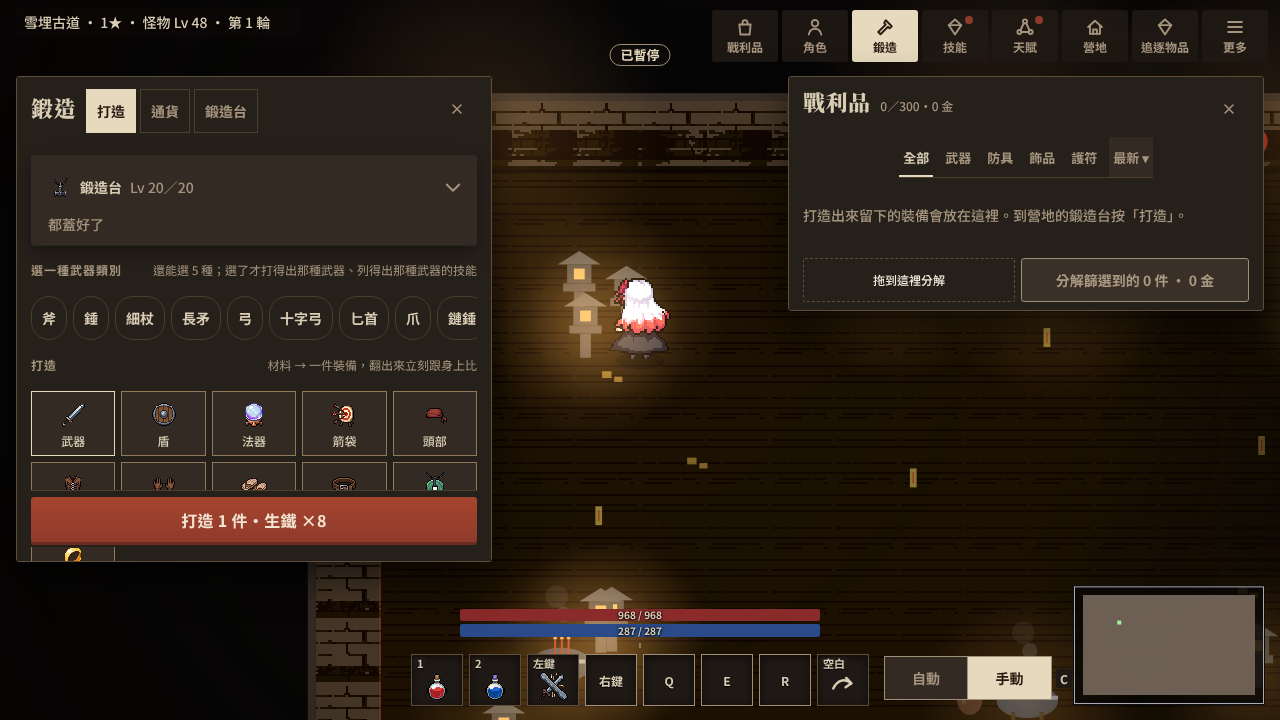 雪埋古道 · 1★ · 怪物 Lv 48 · 第 1 輪
已暫停
戰利品
角色
鍛造
技能
天賦
營地
追逐物品
更多
鍛造
打造
通貨
鍛造台
×
鍛造台 Lv 20／20
都蓋好了
選一種武器類別
還能選 5 種；選了才打得出那種武器、列得出那種武器的技能
斧
錘
細杖
長矛
弓
十字弓
匕首
爪
鏈錘
打造
材料 → 一件裝備，翻出來立刻跟身上比
武器
盾
法器
箭袋
頭部
打造 1 件 · 生鐵 ×8
戰利品 0／300 · 0 金
×
全部
武器
防具
飾品
護符
最新 ▾
打造出來留下的裝備會放在這裡。到營地的鍛造台按「打造」。
拖到這裡分解
分解篩選到的 0 件 · 0 金
968 / 968
287 / 287
1
2
左鍵
右鍵
Q
E
R
空白
自動
手動
C